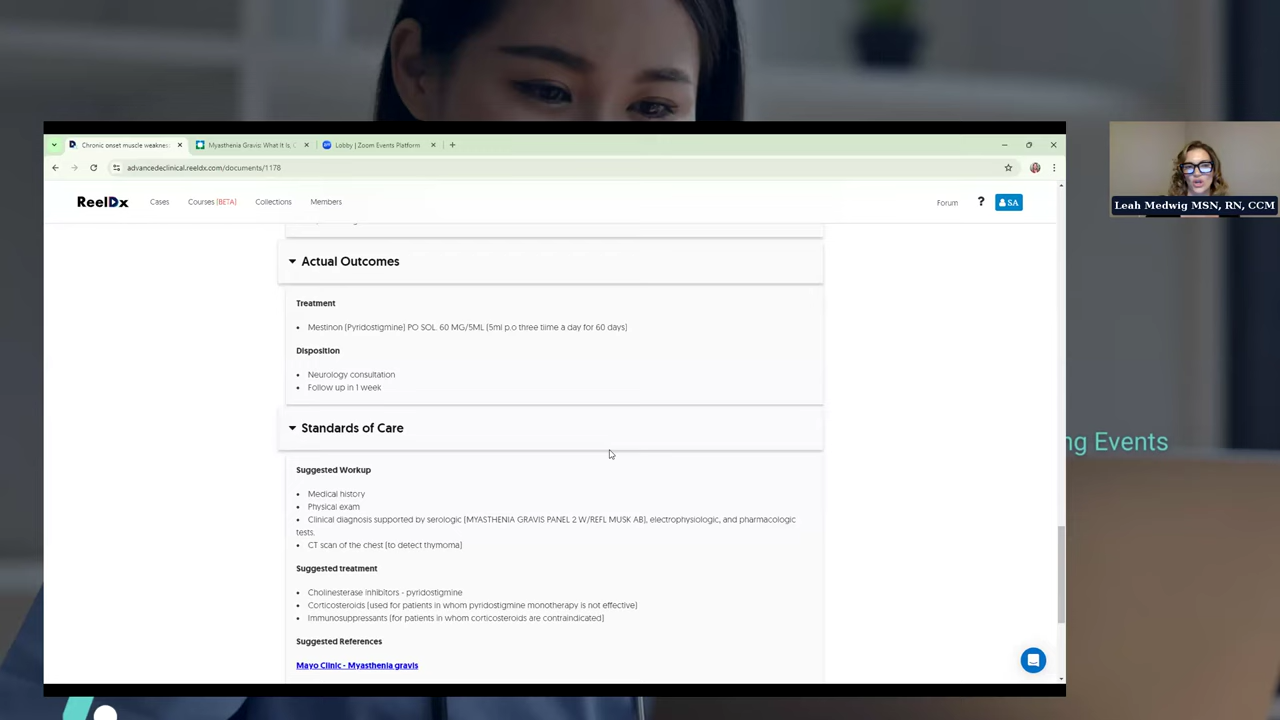 Chronic onset muscle weaknes
Myasthenia Gravis: What It Is, C
Lobby | Zoom Events Platform
advancedeclinical.reeldx.com/documents/1178
ReelDx
Cases
Courses [BETA]
Collections
Members
Forum
?
SA
Leah Medwig MSN, RN, CCM
Actual Outcomes
Treatment
• Mestinon (Pyridostigmine) PO SOL. 60 MG/5ML (5ml p.o three tiime a day for 60 days)
Disposition
• Neurology consultation
• Follow up in 1 week
Standards of Care
ng Events
Suggested Workup
• Medical history
• Physical exam
• Clinical diagnosis supported by serologic (MYASTHENIA GRAVIS PANEL 2 W/REFL MUSK AB), electrophysiologic, and pharmacologic
tests.
• CT scan of the chest (to detect thymoma)
Suggested treatment
• Cholinesterase inhibitors - pyridostigmine
• Corticosteroids (used for patients in whom pyridostigmine monotherapy is not effective)
• Immunosuppressants (for patients in whom corticosteroids are contraindicated)
Suggested References
Mayo Clinic - Myasthenia gravis